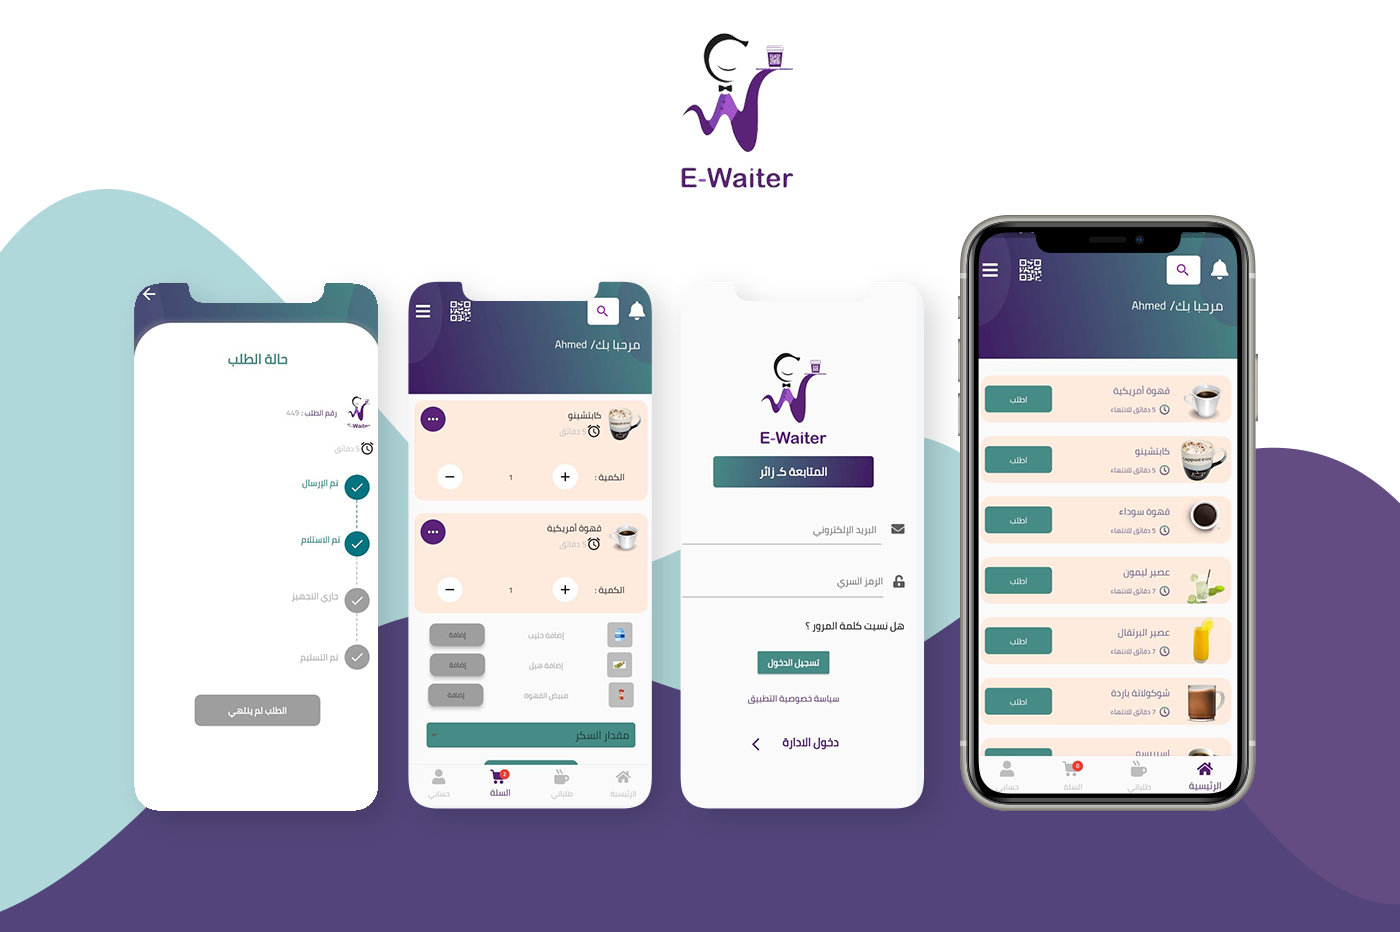 E-Waiter
حالة الطلب
رقم الطلب : 449
E-Waiter
5 دقائق
تم الإرسال
تم الاستلام
جاري التجهيز
تم التسليم
الطلب لم ينتهي
مرحبا بك/ Ahmed
كابتشينو
5 دقائق
الكمية :
+
1
−
قهوة أمريكية
5 دقائق
الكمية :
+
1
−
إضافة حليب
إضافة
إضافة هيل
إضافة
مبيض القهوة
إضافة
مقدار السكر
2
الرئيسية
طلباتي
السلة
حسابي
E-Waiter
المتابعة كـ زائر
البريد الإلكتروني
الرمز السري
هل نسيت كلمة المرور ؟
تسجيل الدخول
سياسة خصوصية التطبيق
دخول الادارة
مرحبا بك/ Ahmed
قهوة أمريكية
5 دقائق للانتهاء
اطلب
كابتشينو
5 دقائق للانتهاء
اطلب
cappuccino
قهوة سوداء
5 دقائق للانتهاء
اطلب
عصير ليمون
7 دقائق للانتهاء
اطلب
عصير البرتقال
7 دقائق للانتهاء
اطلب
شوكولاتة باردة
7 دقائق للانتهاء
اطلب
اسبريسو
0
الرئيسية
طلباتي
السلة
حسابي